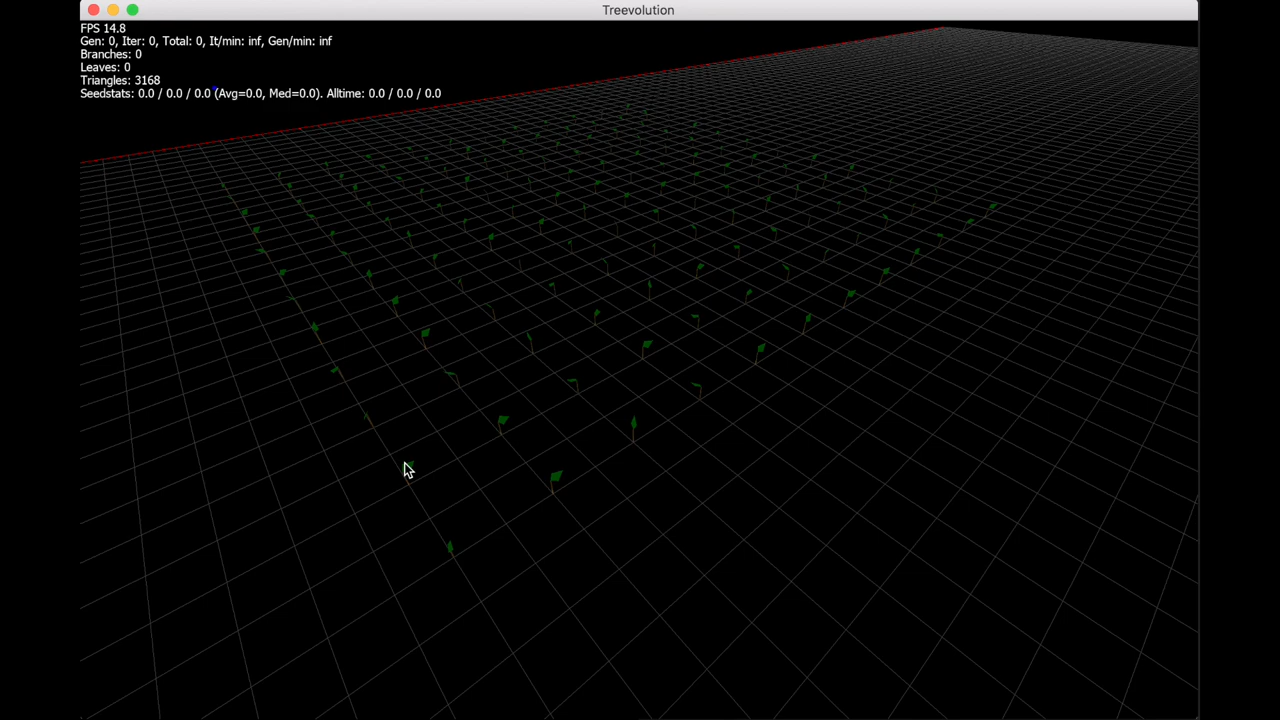 Treevolution
FPS 14.8
Gen: 0, Iter: 0, Total: 0, It/min: inf, Gen/min: inf
Branches: 0
Leaves: 0
Triangles: 3168
Seedstats: 0.0 / 0.0 / 0.0 (Avg=0.0, Med=0.0). Alltime: 0.0 / 0.0 / 0.0